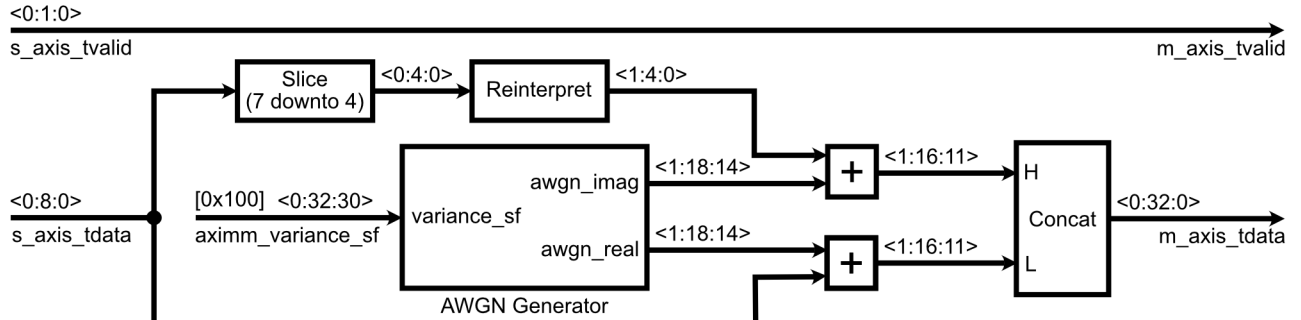 <0:1:0>
s_axis_tvalid
m_axis_tvalid
Slice
(7 downto 4)
<0:4:0>
Reinterpret
<1:4:0>
<0:8:0>
s_axis_tdata
[0x100] <0:32:30>
aximm_variance_sf
variance_sf
awgn_imag
awgn_real
AWGN Generator
<1:18:14>
<1:18:14>
+
+
<1:16:11>
<1:16:11>
H
Concat
L
<0:32:0>
m_axis_tdata